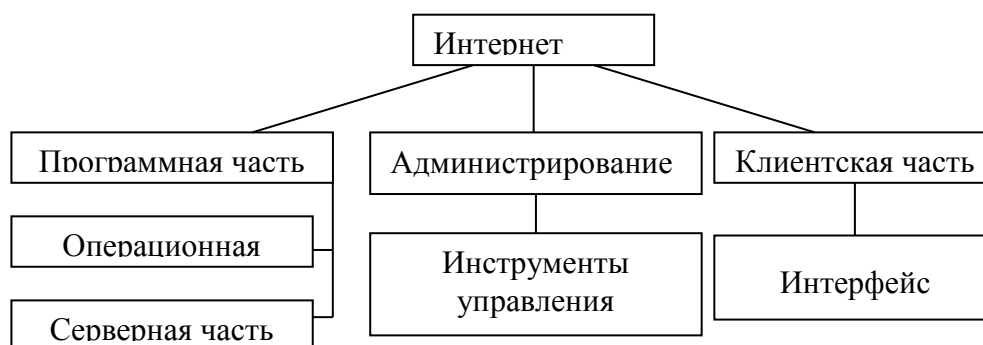 Интернет
Программная часть
Администрирование
Клиентская часть
Операционная
Инструменты
управления
Интерфейс
Серверная часть